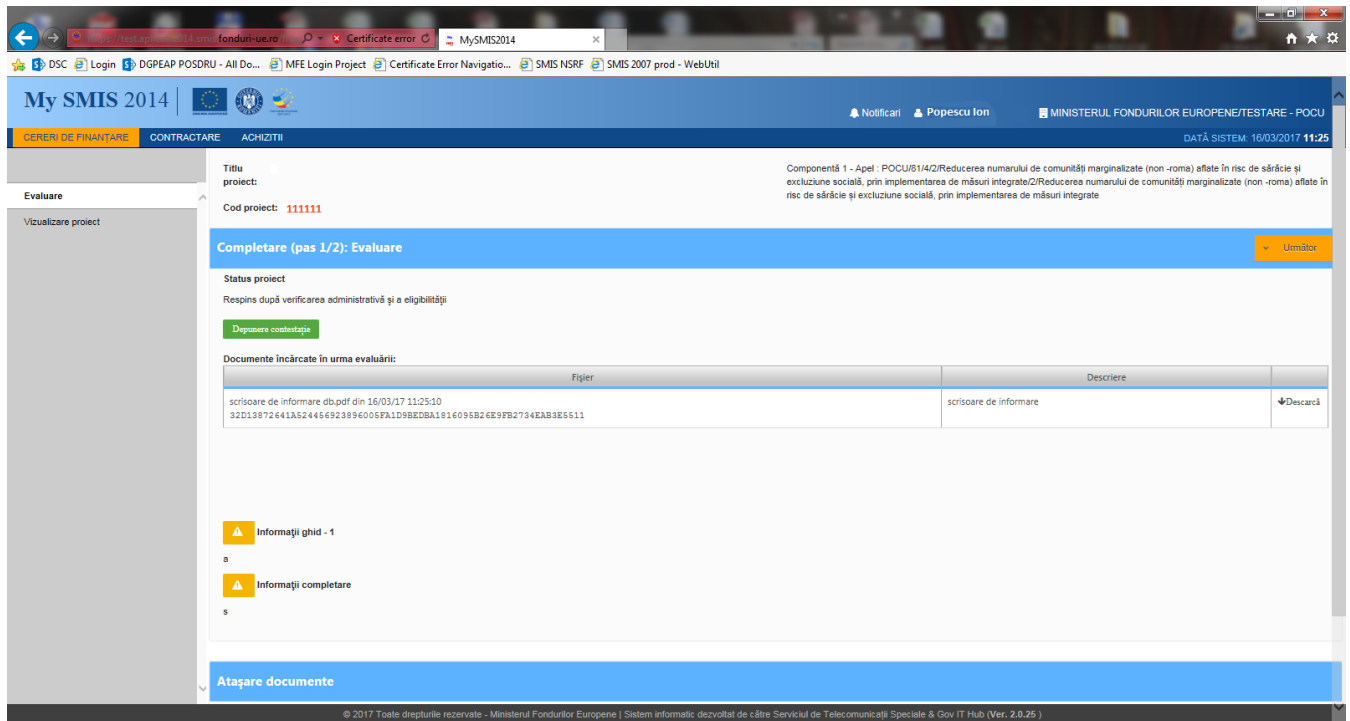 fonduri-ue.ro
Certificate error
MySMIS2014
DSC Login DGPEAP POSDRU - All Do... MFE Login Project Certificate Error Navigatio... SMIS NSRF SMIS 2007 prod - WebUtil
My SMIS 2014
Notificari Popescu Ion MINISTERUL FONDURILOR EUROPENE/TESTARE - POCU
CERERI DE FINANȚARE CONTRACTARE ACHIZITII DATĂ SISTEM: 16/03/2017 11:25
Evaluare
Vizualizare proiect
Titlu
proiect:
Cod proiect: 111111
Componentă 1 - Apel : POCU/81/4/2/Reducerea numarului de comunități marginalizate (non -roma) aflate în risc de sărăcie și
excluziune socială, prin implementarea de măsuri integrate/2/Reducerea numarului de comunități marginalizate (non -roma) aflate în
risc de sărăcie și excluziune socială, prin implementarea de măsuri integrate
Completare (pas 1/2): Evaluare
Următor
Status proiect
Respins după verificarea administrativă și a eligibilității
Depunere contestație
Documente încărcate în urma evaluării:
Fișier Descriere
scrisoare de informare db.pdf din 16/03/17 11:25:10
32D13872641A524456923896005FA1D9BEDBA1816095B26E9FB2734EAB3E5511
scrisoare de informare
Descarcă
Informații ghid - 1
a
Informații completare
s
Atașare documente
© 2017 Toate drepturile rezervate - Ministerul Fondurilor Europene | Sistem informatic dezvoltat de către Serviciul de Telecomunicații Speciale & Gov IT Hub (Ver. 2.0.25 )